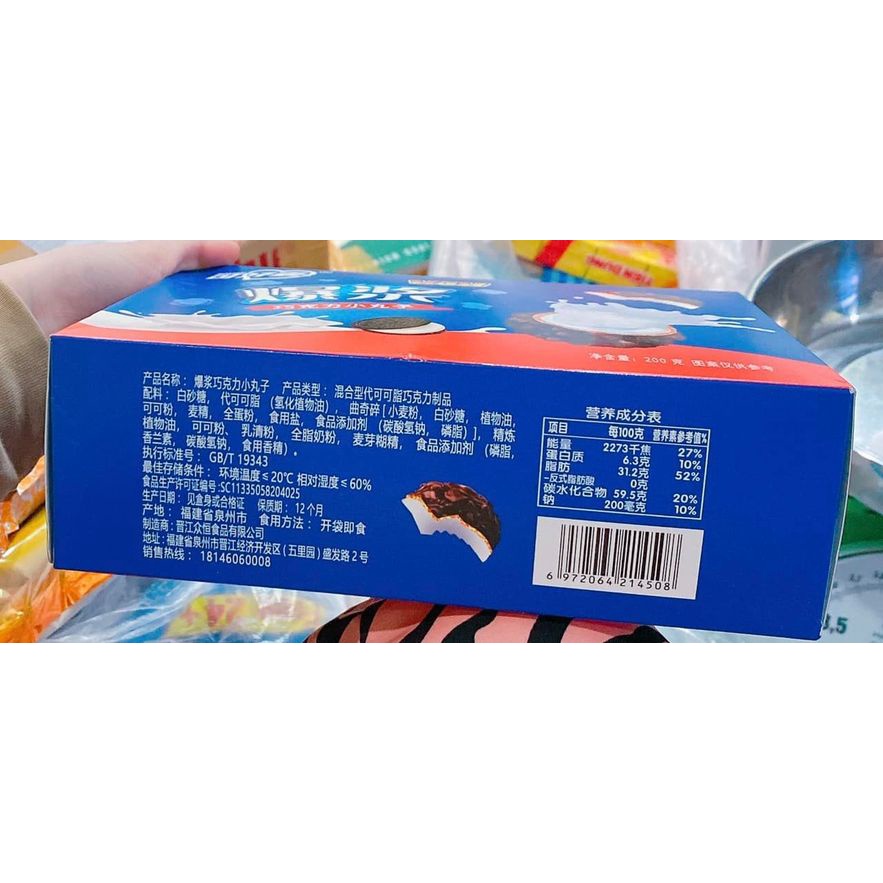 爆浆
巧克力小丸子
净含量：200 克 图案仅供参考
产品名称：爆浆巧克力小丸子 产品类型：混合型代可可脂巧克力制品
配料：白砂糖，代可可脂（氢化植物油），曲奇碎[小麦粉，白砂糖，植物油，
可可粉，麦精，全蛋粉，食用盐，食品添加剂（碳酸氢钠，磷脂）]，精炼
植物油，可可粉，乳清粉，全脂奶粉，麦芽糊精，食品添加剂（磷脂，
香兰素，碳酸氢钠，食用香精）。
执行标准号：GB/T 19343
最佳存储条件：环境温度≤20℃ 相对湿度≤60%
食品生产许可证编号:SC11335058204025
生产日期：见盒身或合格证 保质期：12个月
产地：福建省泉州市 食用方法：开袋即食
制造商：晋江众恒食品有限公司
地址:福建省泉州市晋江经济开发区(五里园)盛发路2号
销售热线：18146060008
营养成分表
项目 每100克 营养素参考值%
能量 2273千焦 27%
蛋白质 6.3克 10%
脂肪 31.2克 52%
-反式脂肪酸 0克
碳水化合物 59.5克 20%
钠 200毫克 10%
6 972064 214508